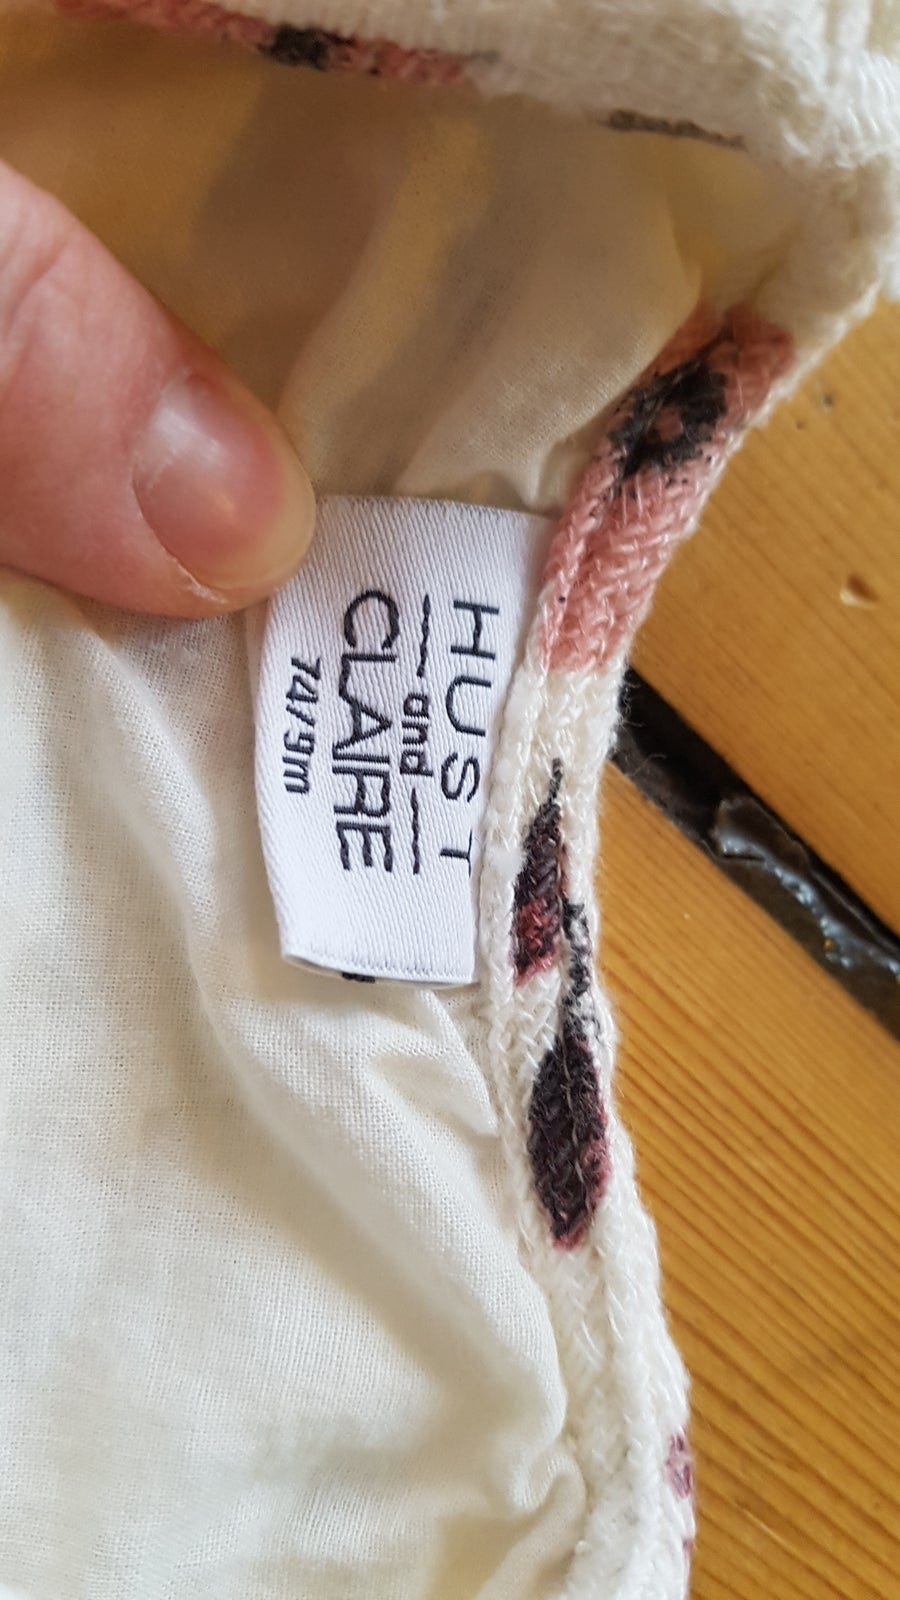 HUST
and
CLAIRE
74/9m